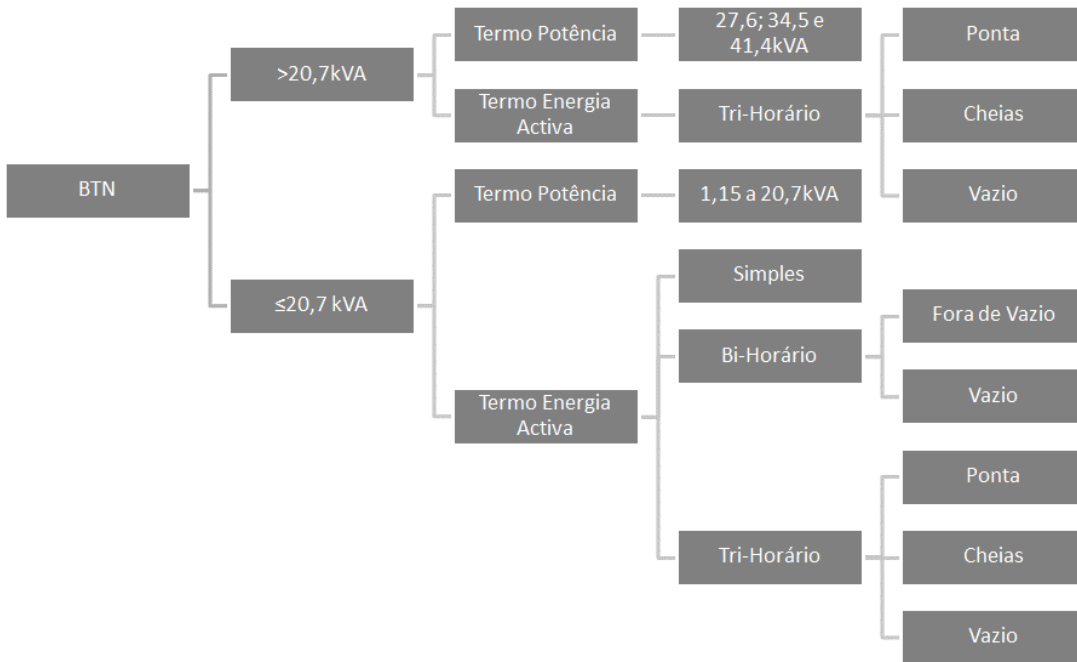 BTN
>20,7kVA
Termo Potência
27,6; 34,5 e
41,4kVA
Termo Energia
Activa
Tri-Horário
Ponta
Cheias
Vazio
≤20,7 kVA
Termo Potência
1,15 a 20,7kVA
Termo Energia
Activa
Simples
Bi-Horário
Fora de Vazio
Vazio
Tri-Horário
Ponta
Cheias
Vazio